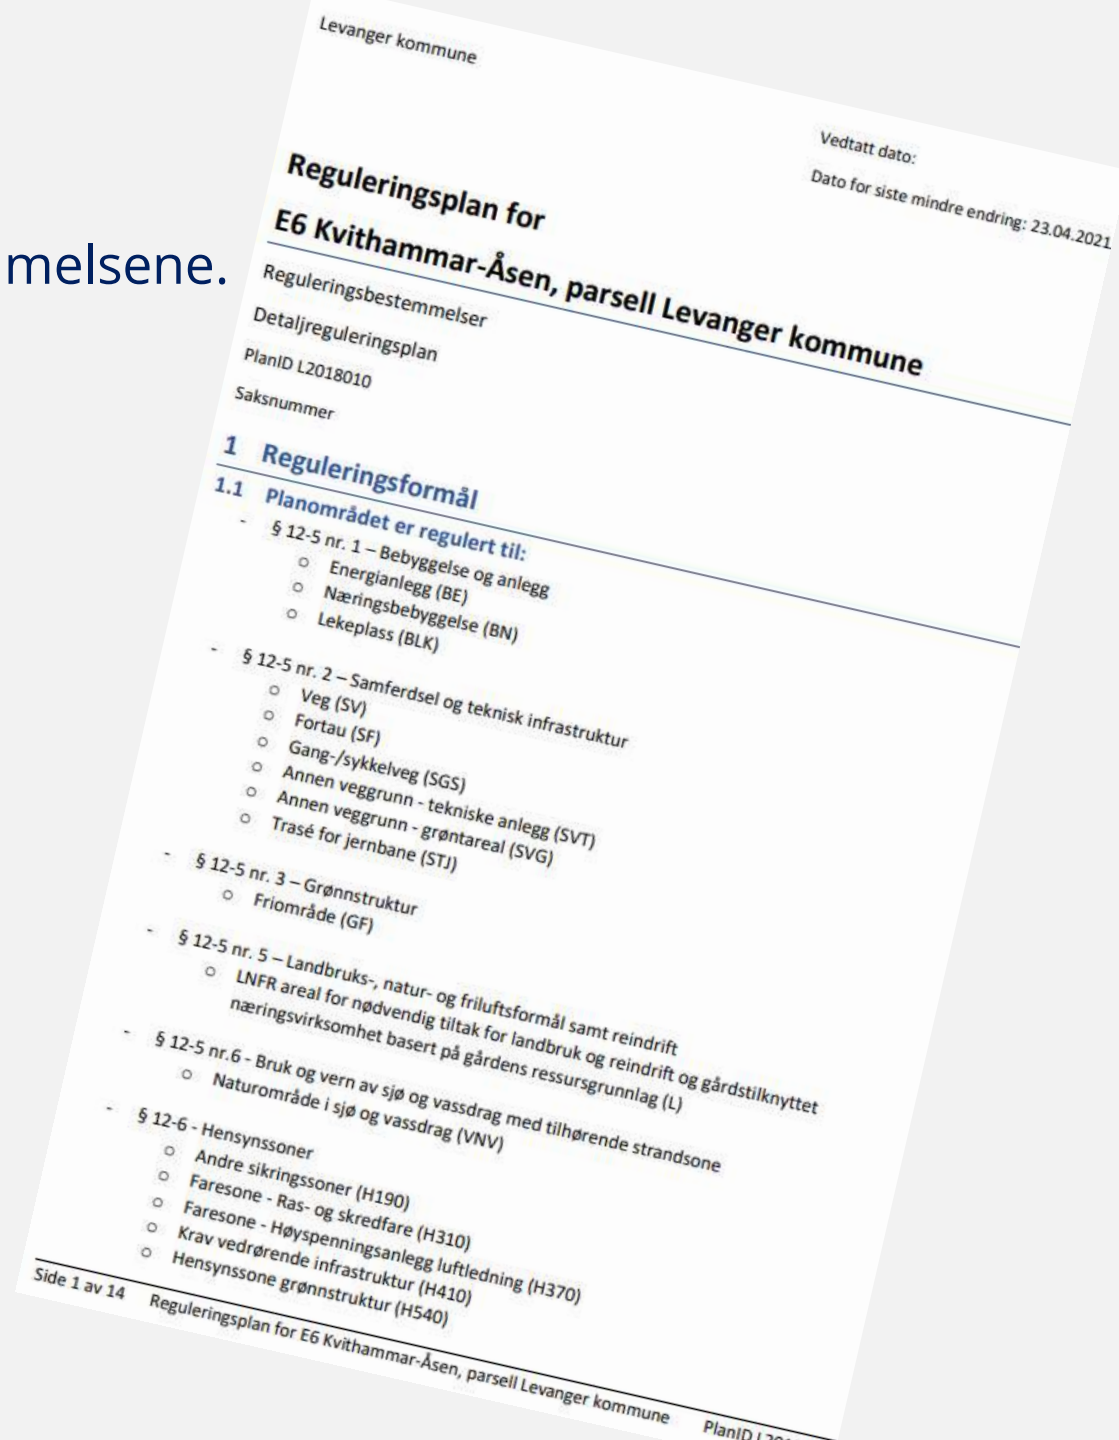 melsene.
Levanger kommune
Vedtatt dato:
Dato for siste mindre endring: 23.04.2021
Reguleringsplan for
E6 Kvithammar-Åsen, parsell Levanger kommune
Reguleringsbestemmelser
Detaljreguleringsplan
PlanID L2018010
Saksnummer
1 Reguleringsformål
1.1 Planområdet er regulert til:
- § 12-5 nr. 1 – Bebyggelse og anlegg
o Energianlegg (BE)
o Næringsbebyggelse (BN)
o Lekeplass (BLK)
- § 12-5 nr. 2 – Samferdsel og teknisk infrastruktur
o Veg (SV)
o Fortau (SF)
o Gang-/sykkelveg (SGS)
o Annen veggrunn - tekniske anlegg (SVT)
o Annen veggrunn - grøntareal (SVG)
o Trasé for jernbane (STJ)
- § 12-5 nr. 3 – Grønnstruktur
o Friområde (GF)
- § 12-5 nr. 5 – Landbruks-, natur- og friluftsformål samt reindrift
o LNFR areal for nødvendig tiltak for landbruk og reindrift og gårdstilknyttet
næringsvirksomhet basert på gårdens ressursgrunnlag (L)
- § 12-5 nr.6 - Bruk og vern av sjø og vassdrag med tilhørende strandsone
o Naturområde i sjø og vassdrag (VNV)
- § 12-6 - Hensynssoner
o Andre sikringssoner (H190)
o Faresone - Ras- og skredfare (H310)
o Faresone - Høyspenningsanlegg luftledning (H370)
o Krav vedrørende infrastruktur (H410)
o Hensynssone grønnstruktur (H540)
Side 1 av 14 Reguleringsplan for E6 Kvithammar-Åsen, parsell Levanger kommune PlanID